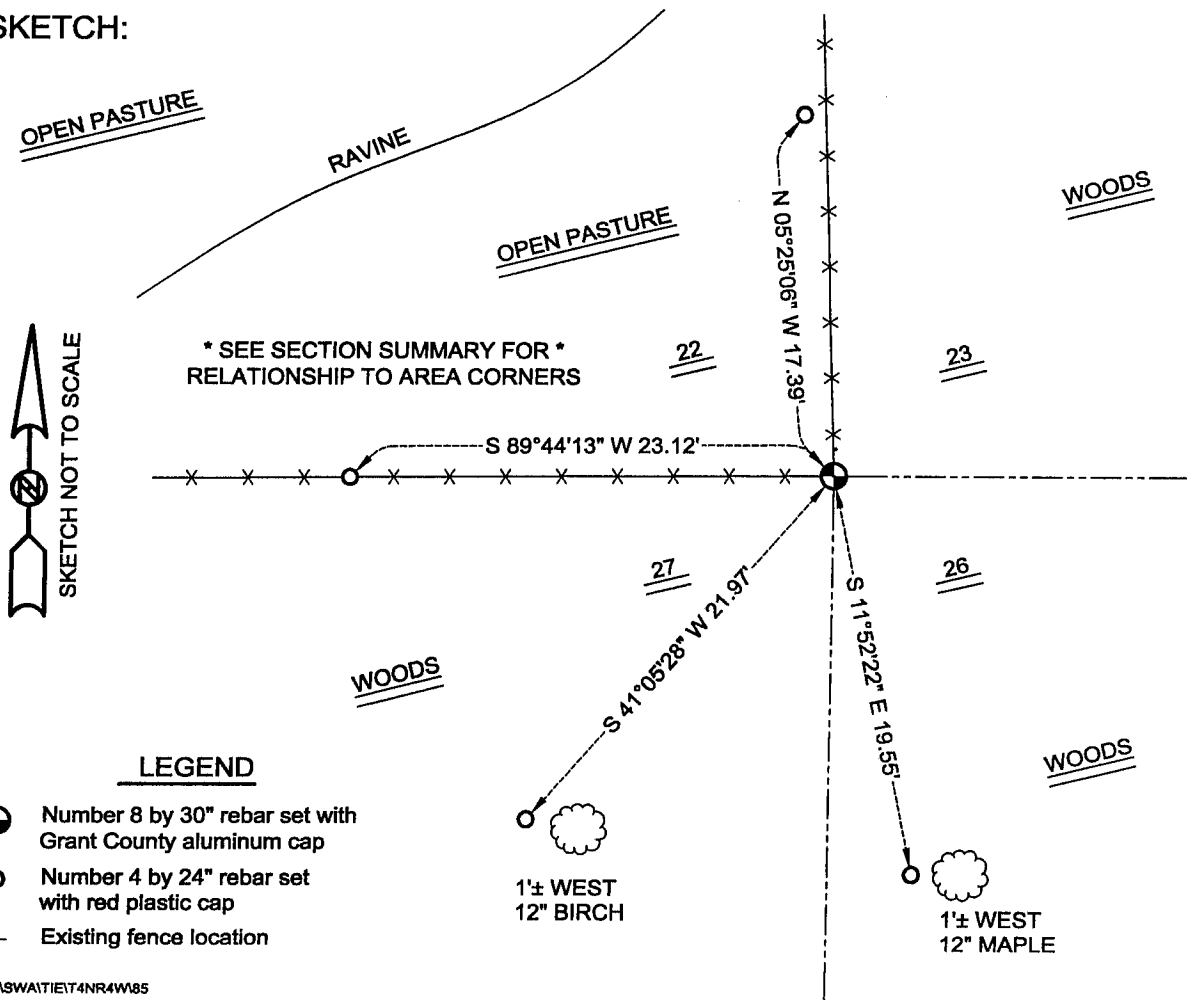 SKETCH:
OPEN PASTURE
RAVINE
WOODS
OPEN PASTURE
N 05°25'06" W 17.39'
* SEE SECTION SUMMARY FOR *
RELATIONSHIP TO AREA CORNERS
22
23
SKETCH NOT TO SCALE
N
S 89°44'13" W 23.12'
27
26
S 41°05'28" W 21.97'
S 11°52'22" E 19.55'
WOODS
WOODS
LEGEND
Number 8 by 30" rebar set with
Grant County aluminum cap
Number 4 by 24" rebar set
with red plastic cap
Existing fence location
1'± WEST
12" BIRCH
1'± WEST
12" MAPLE
\SWA\TIE\T4NR4W\85